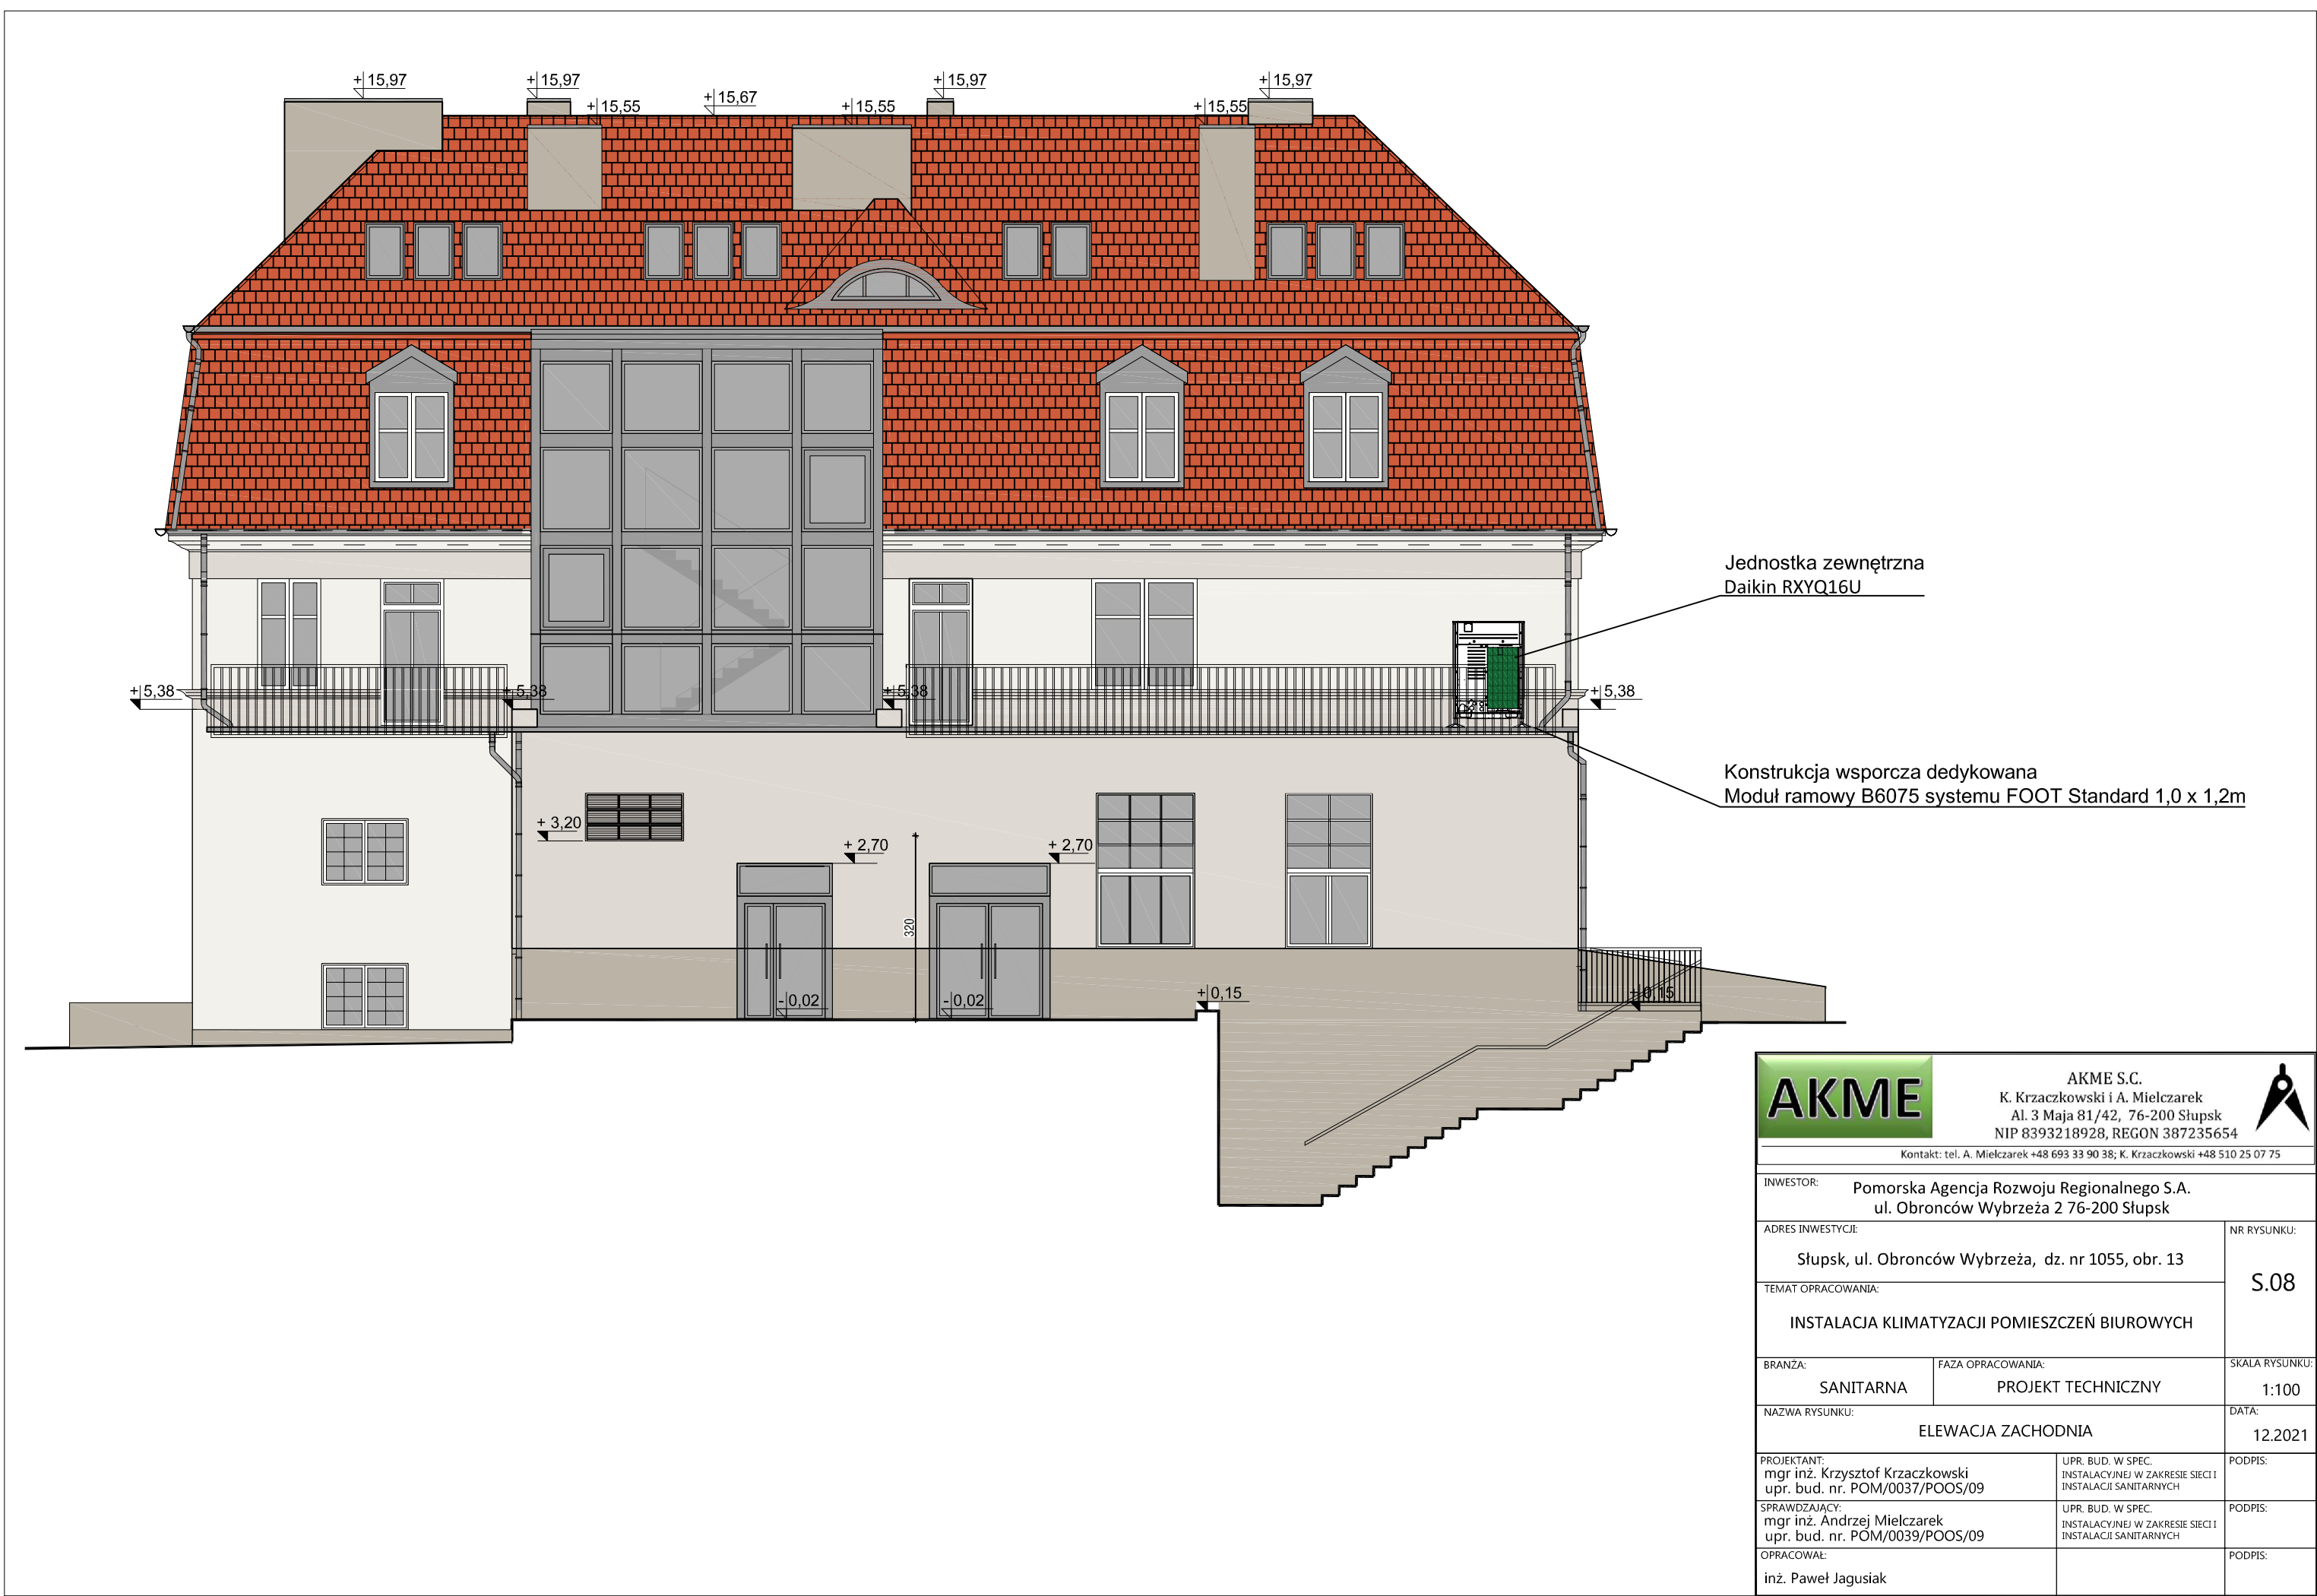 +15,97
+15,97
+15,97
+15,97
+15,55
+15,67
+15,55
+15,55
Jednostka zewnętrzna
Daikin RXYQ16U
+5,38
+5,38
+5,38
+5,38
Konstrukcja wsporcza dedykowana
Moduł ramowy B6075 systemu FOOT Standard 1,0 x 1,2m
+ 3,20
+ 2,70
+ 2,70
320
-0,02
-0,02
+0,15
+0,15
AKME
AKME S.C.
K. Krzaczkowski i A. Mielczarek
Al. 3 Maja 81/42, 76-200 Słupsk
NIP 8393218928, REGON 387235654
Kontakt: tel. A. Mielczarek +48 693 33 90 38; K. Krzaczkowski +48 510 25 07 75
INWESTOR:
Pomorska Agencja Rozwoju Regionalnego S.A.
ul. Obronców Wybrzeża 2 76-200 Słupsk
ADRES INWESTYCJI:
Słupsk, ul. Obronców Wybrzeża, dz. nr 1055, obr. 13
NR RYSUNKU:
S.08
TEMAT OPRACOWANIA:
INSTALACJA KLIMATYZACJI POMIESZCZEŃ BIUROWYCH
BRANŻA:
SANITARNA
FAZA OPRACOWANIA:
PROJEKT TECHNICZNY
SKALA RYSUNKU:
1:100
NAZWA RYSUNKU:
ELEWACJA ZACHODNIA
DATA:
12.2021
PROJEKTANT:
mgr inż. Krzysztof Krzaczkowski
upr. bud. nr. POM/0037/POOS/09
UPR. BUD. W SPEC.
INSTALACYJNEJ W ZAKRESIE SIECI I
INSTALACJI SANITARNYCH
PODPIS:
SPRAWDZAJĄCY:
mgr inż. Andrzej Mielczarek
upr. bud. nr. POM/0039/POOS/09
UPR. BUD. W SPEC.
INSTALACYJNEJ W ZAKRESIE SIECI I
INSTALACJI SANITARNYCH
PODPIS:
OPRACOWAŁ:
inż. Paweł Jagusiak
PODPIS: